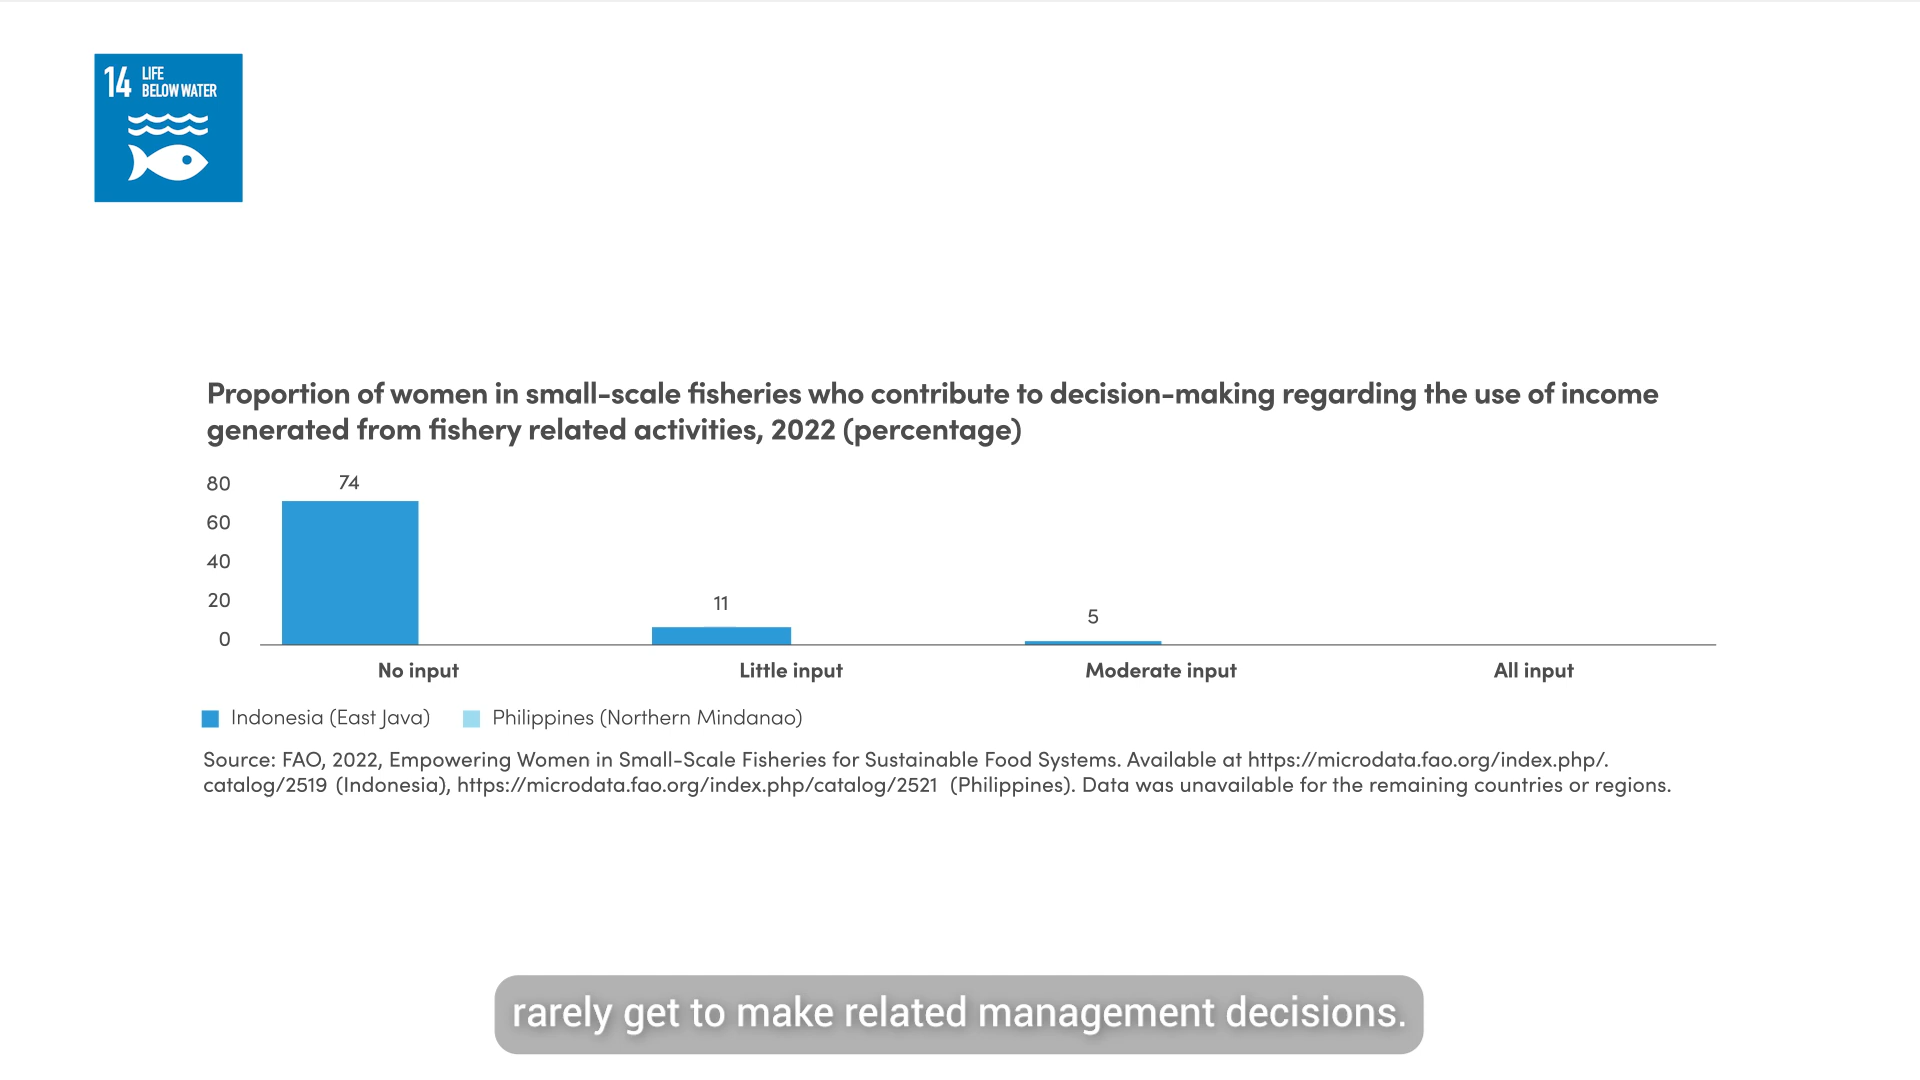 14 LIFE
BELOW WATER
Proportion of women in small-scale fisheries who contribute to decision-making regarding the use of income
generated from fishery related activities, 2022 (percentage)
80
60
40
20
0
74
11
5
No input
Little input
Moderate input
All input
Indonesia (East Java)
Philippines (Northern Mindanao)
Source: FAO, 2022, Empowering Women in Small-Scale Fisheries for Sustainable Food Systems. Available at https://microdata.fao.org/index.php/.
catalog/2519 (Indonesia), https://microdata.fao.org/index.php/catalog/2521 (Philippines). Data was unavailable for the remaining countries or regions.
rarely get to make related management decisions.